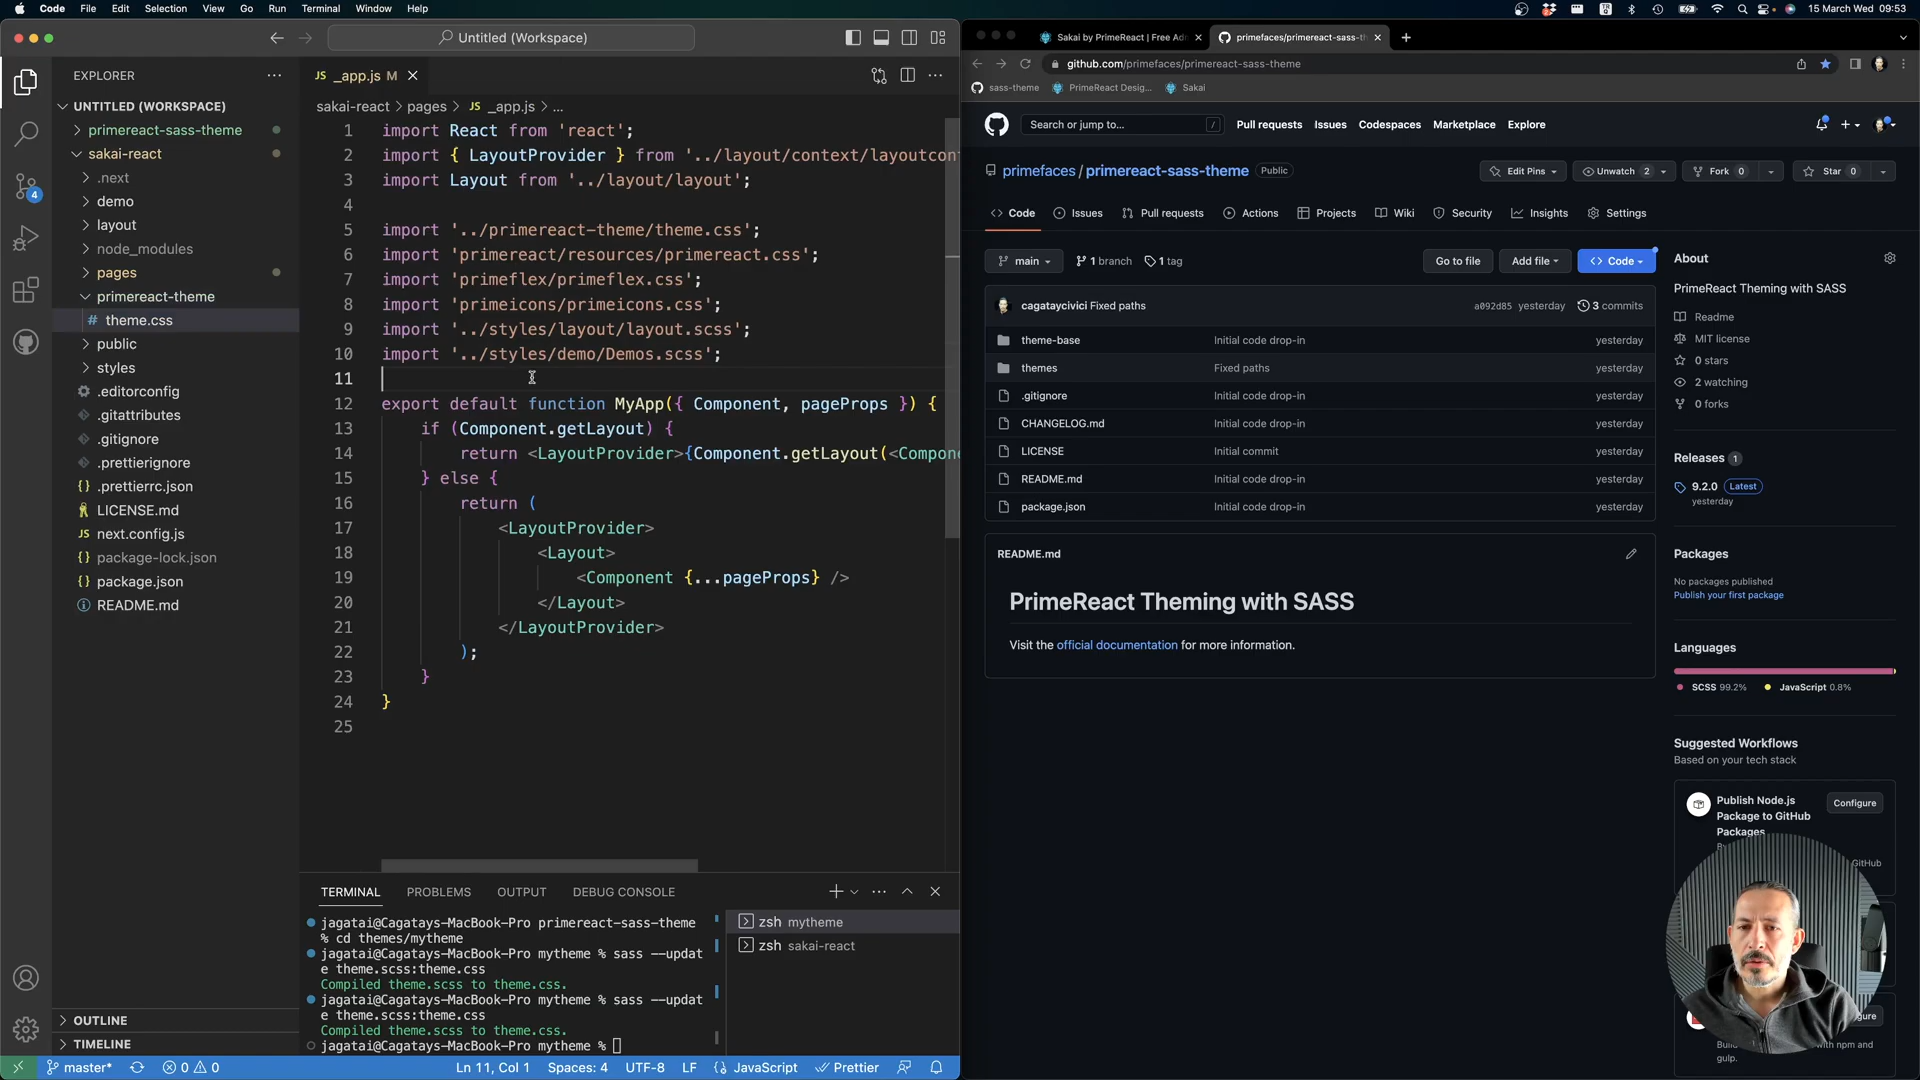 Code File Edit Selection View Go Run Terminal Window Help
15 March Wed 09:53
Untitled (Workspace)
EXPLORER
UNTITLED (WORKSPACE)
primereact-sass-theme
sakai-react
.next
demo
layout
node_modules
pages
primereact-theme
# theme.css
public
styles
.editorconfig
.gitattributes
.gitignore
.prettierignore
{} .prettierrc.json
LICENSE.md
JS next.config.js
{} package-lock.json
{} package.json
README.md
OUTLINE
TIMELINE
4
JS _app.js M
sakai-react > pages > JS _app.js > ...
1 import React from 'react';
2 import { LayoutProvider } from '../layout/context/layoutcon
3 import Layout from '../layout/layout';
4
5 import '../primereact-theme/theme.css';
6 import 'primereact/resources/primereact.css';
7 import 'primeflex/primeflex.css';
8 import 'primeicons/primeicons.css';
9 import '../styles/layout/layout.scss';
10 import '../styles/demo/Demos.scss';
11
12 export default function MyApp({ Component, pageProps }) {
13 if (Component.getLayout) {
14 return <LayoutProvider>{Component.getLayout(<Compon
15 } else {
16 return (
17 <LayoutProvider>
18 <Layout>
19 <Component {...pageProps} />
20 </Layout>
21 </LayoutProvider>
22 );
23 }
24 }
25
TERMINAL PROBLEMS OUTPUT DEBUG CONSOLE
jagatai@Cagatays-MacBook-Pro primereact-sass-theme
% cd themes/mytheme
jagatai@Cagatays-MacBook-Pro mytheme % sass --updat
e theme.scss:theme.css
Compiled theme.scss to theme.css.
jagatai@Cagatays-MacBook-Pro mytheme % sass --updat
e theme.scss:theme.css
Compiled theme.scss to theme.css.
jagatai@Cagatays-MacBook-Pro mytheme %
zsh mytheme
zsh sakai-react
master* 0 0 Ln 11, Col 1 Spaces: 4 UTF-8 LF {} JavaScript Prettier
Sakai by PrimeReact | Free Ad
primefaces/primereact-sass-th
github.com/primefaces/primereact-sass-theme
sass-theme PrimeReact Desig... Sakai
Search or jump to... / Pull requests Issues Codespaces Marketplace Explore
primefaces / primereact-sass-theme Public
Edit Pins Unwatch 2 Fork 0 Star 0
Code Issues Pull requests Actions Projects Wiki Security Insights Settings
main 1 branch 1 tag Go to file Add file Code
cagataycivici Fixed paths a092d85 yesterday 3 commits
theme-base Initial code drop-in yesterday
themes Fixed paths yesterday
.gitignore Initial code drop-in yesterday
CHANGELOG.md Initial code drop-in yesterday
LICENSE Initial commit yesterday
README.md Initial code drop-in yesterday
package.json Initial code drop-in yesterday
README.md
PrimeReact Theming with SASS
Visit the official documentation for more information.
About
PrimeReact Theming with SASS
Readme
MIT license
0 stars
2 watching
0 forks
Releases 1
9.2.0 Latest
yesterday
Packages
No packages published
Publish your first package
Languages
SCSS 99.2% JavaScript 0.8%
Suggested Workflows
Based on your tech stack
Publish Node.js
Package to GitHub
Packages
Configure
GitHub
with npm and
gulp.